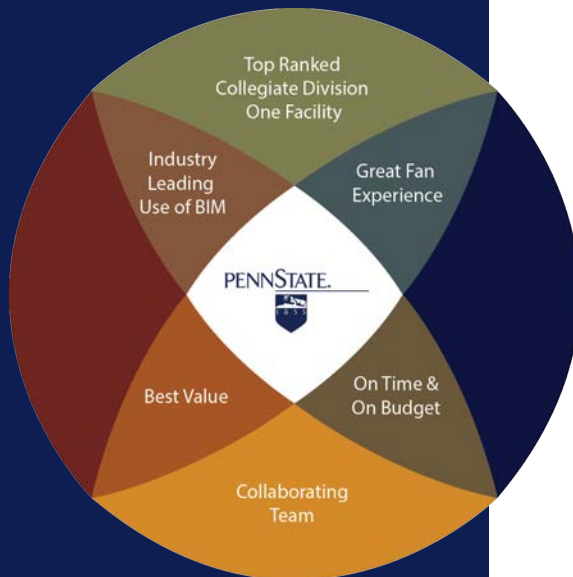 Top Ranked
Collegiate Division
One Facility
Industry
Leading
Use of BIM
Great Fan
Experience
PENNSTATE.
1855
Best Value
On Time &
On Budget
Collaborating
Team